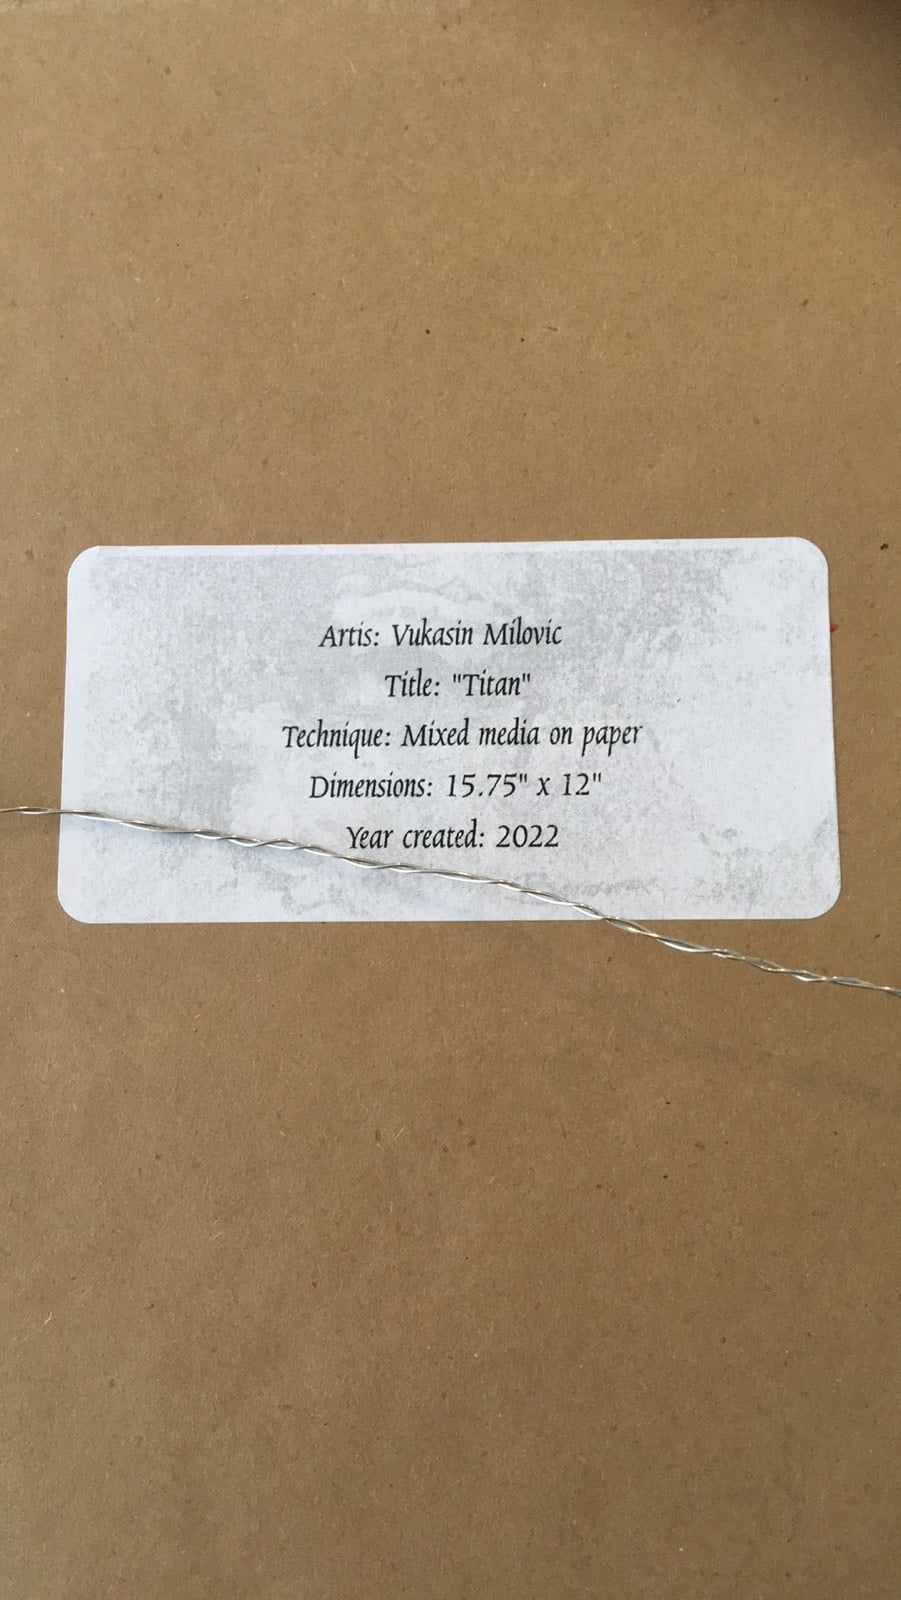 Artis: Vukasin Milovic
Title: "Titan"
Technique: Mixed media on paper
Dimensions: 15.75" x 12"
Year created: 2022